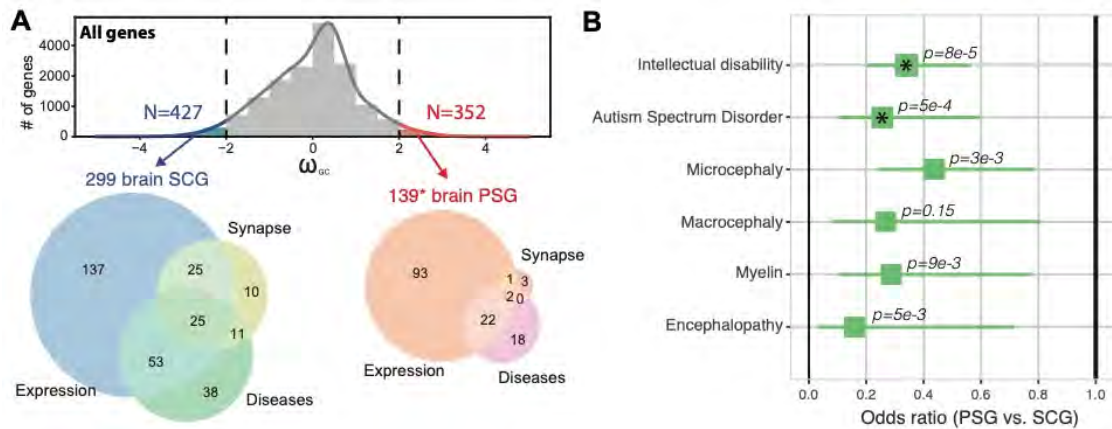 A
All genes
# of genes
4000
2000
1000
0
N=427
N=352
−4
−2
0
2
4
ω GC
299 brain SCG
139* brain PSG
Synapse
137
25
10
25
11
53
38
Expression
Diseases
Synapse
93
1 3
2 0
22
18
Expression
Diseases
B
Intellectual disability
p=8e-5
*
Autism Spectrum Disorder
p=5e-4
*
Microcephaly
p=3e-3
Macrocephaly
p=0.15
Myelin
p=9e-3
Encephalopathy
p=5e-3
0.0
0.2
0.4
0.6
0.8
1.0
Odds ratio (PSG vs. SCG)